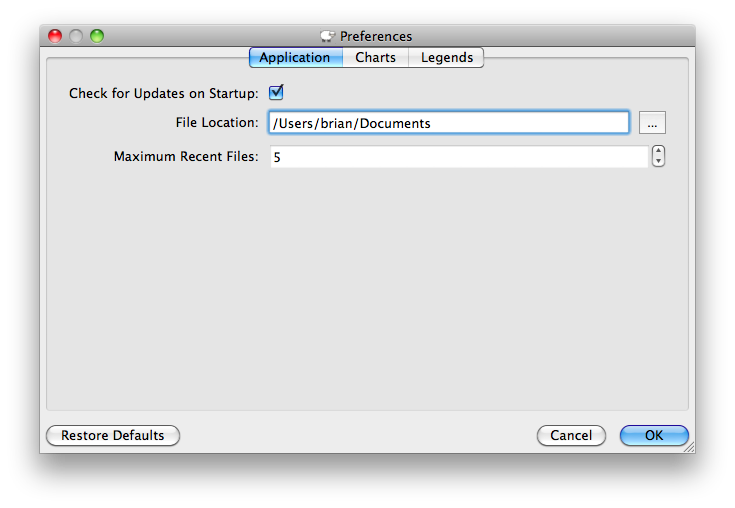 Preferences
Application Charts Legends
Check for Updates on Startup:
File Location: /Users/brian/Documents ...
Maximum Recent Files: 5
Restore Defaults Cancel OK